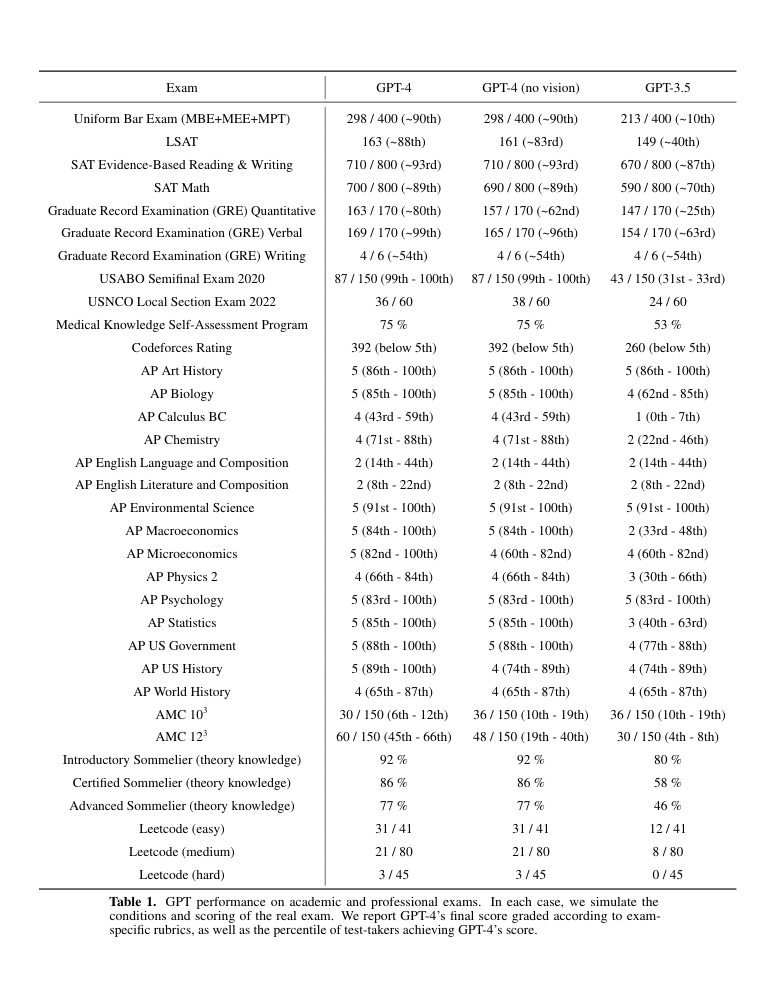 Exam GPT-4 GPT-4 (no vision) GPT-3.5
Uniform Bar Exam (MBE+MEE+MPT) 298 / 400 (~90th) 298 / 400 (~90th) 213 / 400 (~10th)
LSAT 163 (~88th) 161 (~83rd) 149 (~40th)
SAT Evidence-Based Reading & Writing 710 / 800 (~93rd) 710 / 800 (~93rd) 670 / 800 (~87th)
SAT Math 700 / 800 (~89th) 690 / 800 (~89th) 590 / 800 (~70th)
Graduate Record Examination (GRE) Quantitative 163 / 170 (~80th) 157 / 170 (~62nd) 147 / 170 (~25th)
Graduate Record Examination (GRE) Verbal 169 / 170 (~99th) 165 / 170 (~96th) 154 / 170 (~63rd)
Graduate Record Examination (GRE) Writing 4 / 6 (~54th) 4 / 6 (~54th) 4 / 6 (~54th)
USABO Semifinal Exam 2020 87 / 150 (99th - 100th) 87 / 150 (99th - 100th) 43 / 150 (31st - 33rd)
USNCO Local Section Exam 2022 36 / 60 38 / 60 24 / 60
Medical Knowledge Self-Assessment Program 75 % 75 % 53 %
Codeforces Rating 392 (below 5th) 392 (below 5th) 260 (below 5th)
AP Art History 5 (86th - 100th) 5 (86th - 100th) 5 (86th - 100th)
AP Biology 5 (85th - 100th) 5 (85th - 100th) 4 (62nd - 85th)
AP Calculus BC 4 (43rd - 59th) 4 (43rd - 59th) 1 (0th - 7th)
AP Chemistry 4 (71st - 88th) 4 (71st - 88th) 2 (22nd - 46th)
AP English Language and Composition 2 (14th - 44th) 2 (14th - 44th) 2 (14th - 44th)
AP English Literature and Composition 2 (8th - 22nd) 2 (8th - 22nd) 2 (8th - 22nd)
AP Environmental Science 5 (91st - 100th) 5 (91st - 100th) 5 (91st - 100th)
AP Macroeconomics 5 (84th - 100th) 5 (84th - 100th) 2 (33rd - 48th)
AP Microeconomics 5 (82nd - 100th) 4 (60th - 82nd) 4 (60th - 82nd)
AP Physics 2 4 (66th - 84th) 4 (66th - 84th) 3 (30th - 66th)
AP Psychology 5 (83rd - 100th) 5 (83rd - 100th) 5 (83rd - 100th)
AP Statistics 5 (85th - 100th) 5 (85th - 100th) 3 (40th - 63rd)
AP US Government 5 (88th - 100th) 5 (88th - 100th) 4 (77th - 88th)
AP US History 5 (89th - 100th) 4 (74th - 89th) 4 (74th - 89th)
AP World History 4 (65th - 87th) 4 (65th - 87th) 4 (65th - 87th)
AMC 10³ 30 / 150 (6th - 12th) 36 / 150 (10th - 19th) 36 / 150 (10th - 19th)
AMC 12³ 60 / 150 (45th - 66th) 48 / 150 (19th - 40th) 30 / 150 (4th - 8th)
Introductory Sommelier (theory knowledge) 92 % 92 % 80 %
Certified Sommelier (theory knowledge) 86 % 86 % 58 %
Advanced Sommelier (theory knowledge) 77 % 77 % 46 %
Leetcode (easy) 31 / 41 31 / 41 12 / 41
Leetcode (medium) 21 / 80 21 / 80 8 / 80
Leetcode (hard) 3 / 45 3 / 45 0 / 45
Table 1. GPT performance on academic and professional exams. In each case, we simulate the
conditions and scoring of the real exam. We report GPT-4's final score graded according to exam-
specific rubrics, as well as the percentile of test-takers achieving GPT-4's score.